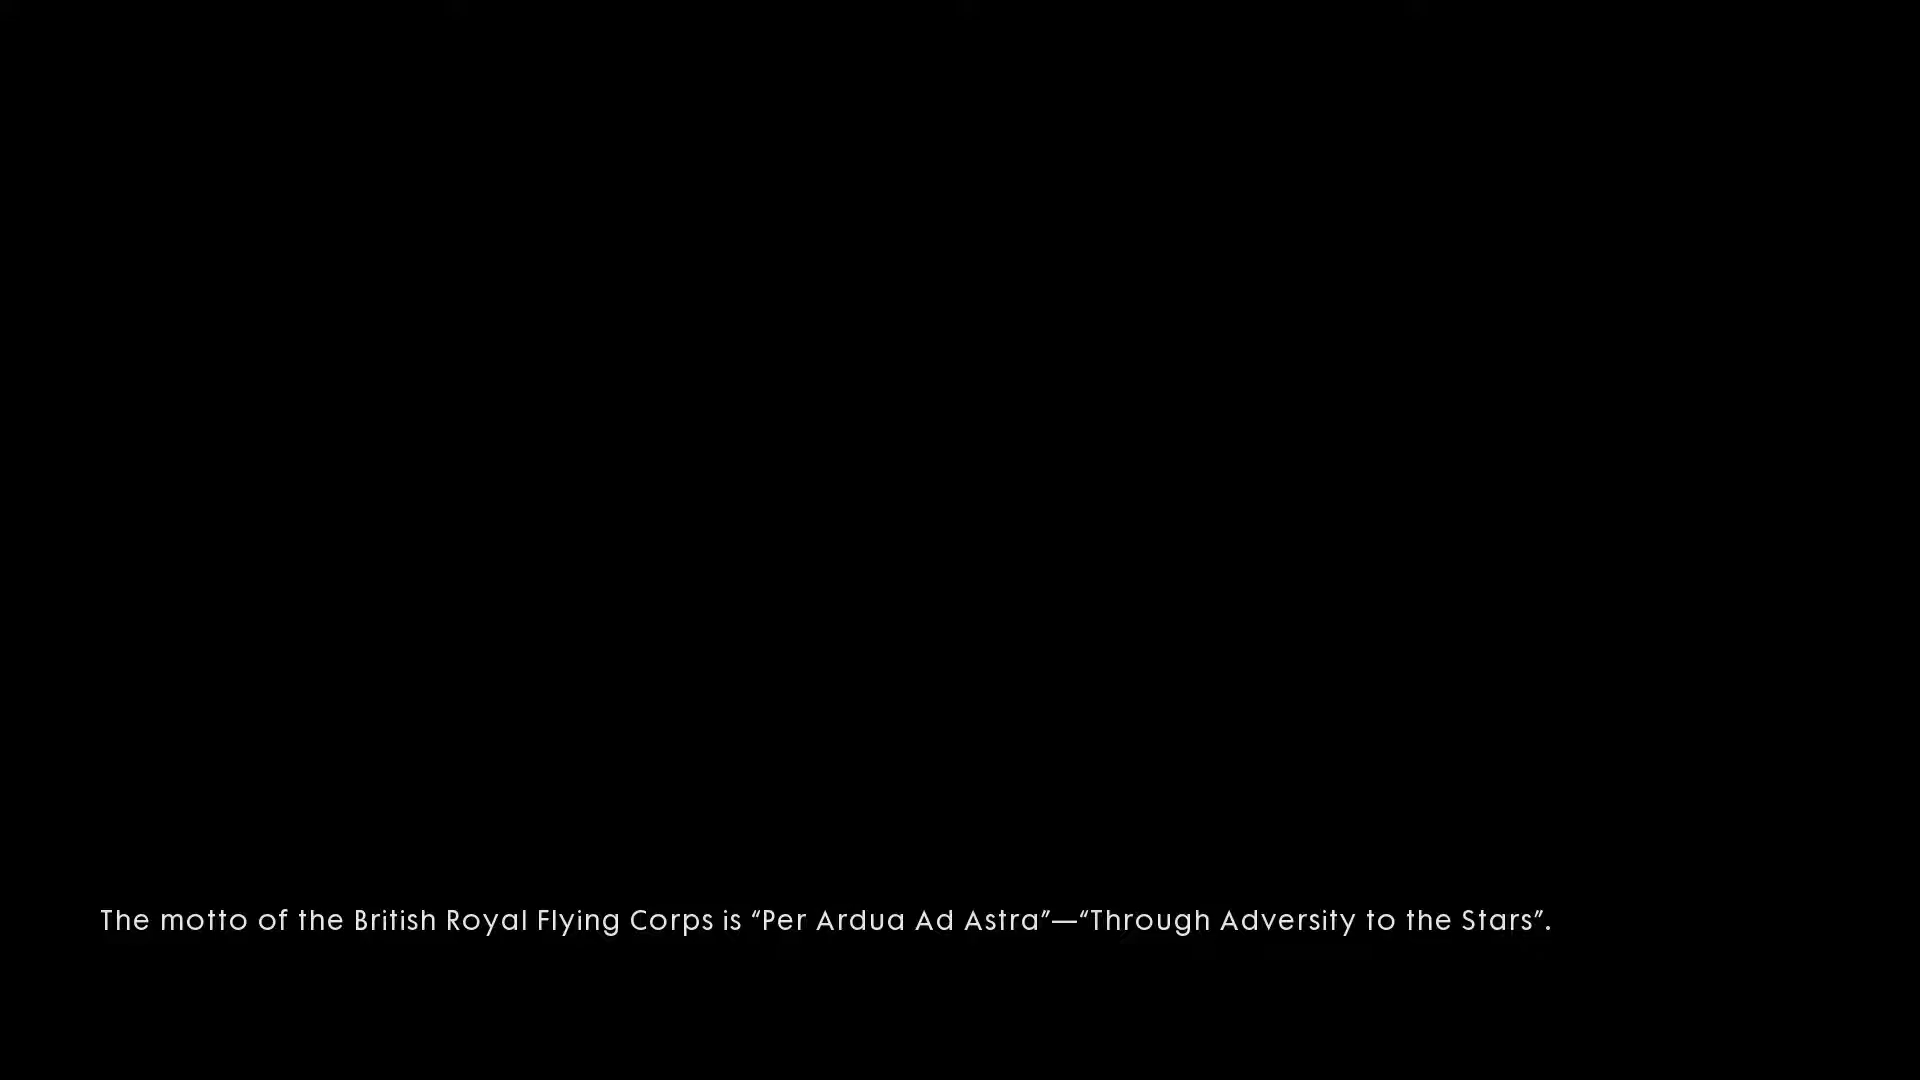 The motto of the British Royal Flying Corps is “Per Ardua Ad Astra”—“Through Adversity to the Stars”.